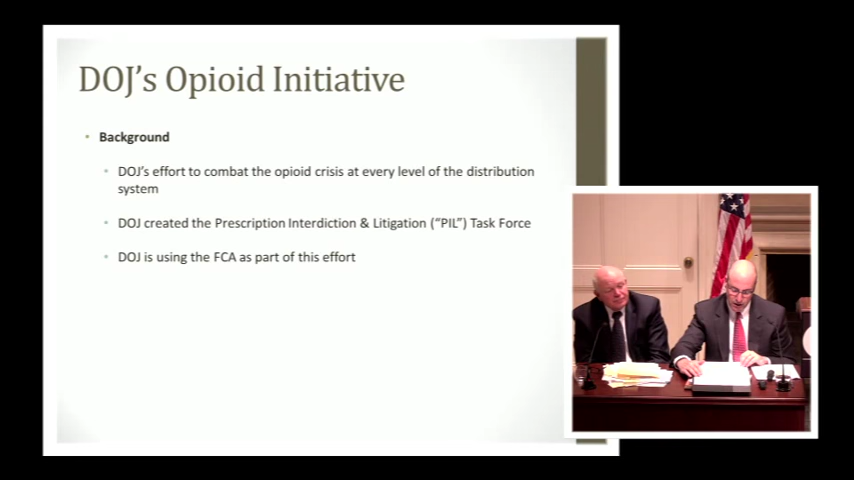 DOJ's Opioid Initiative
Background
DOJ's effort to combat the opioid crisis at every level of the distribution
system
DOJ created the Prescription Interdiction & Litigation ("PIL") Task Force
DOJ is using the FCA as part of this effort